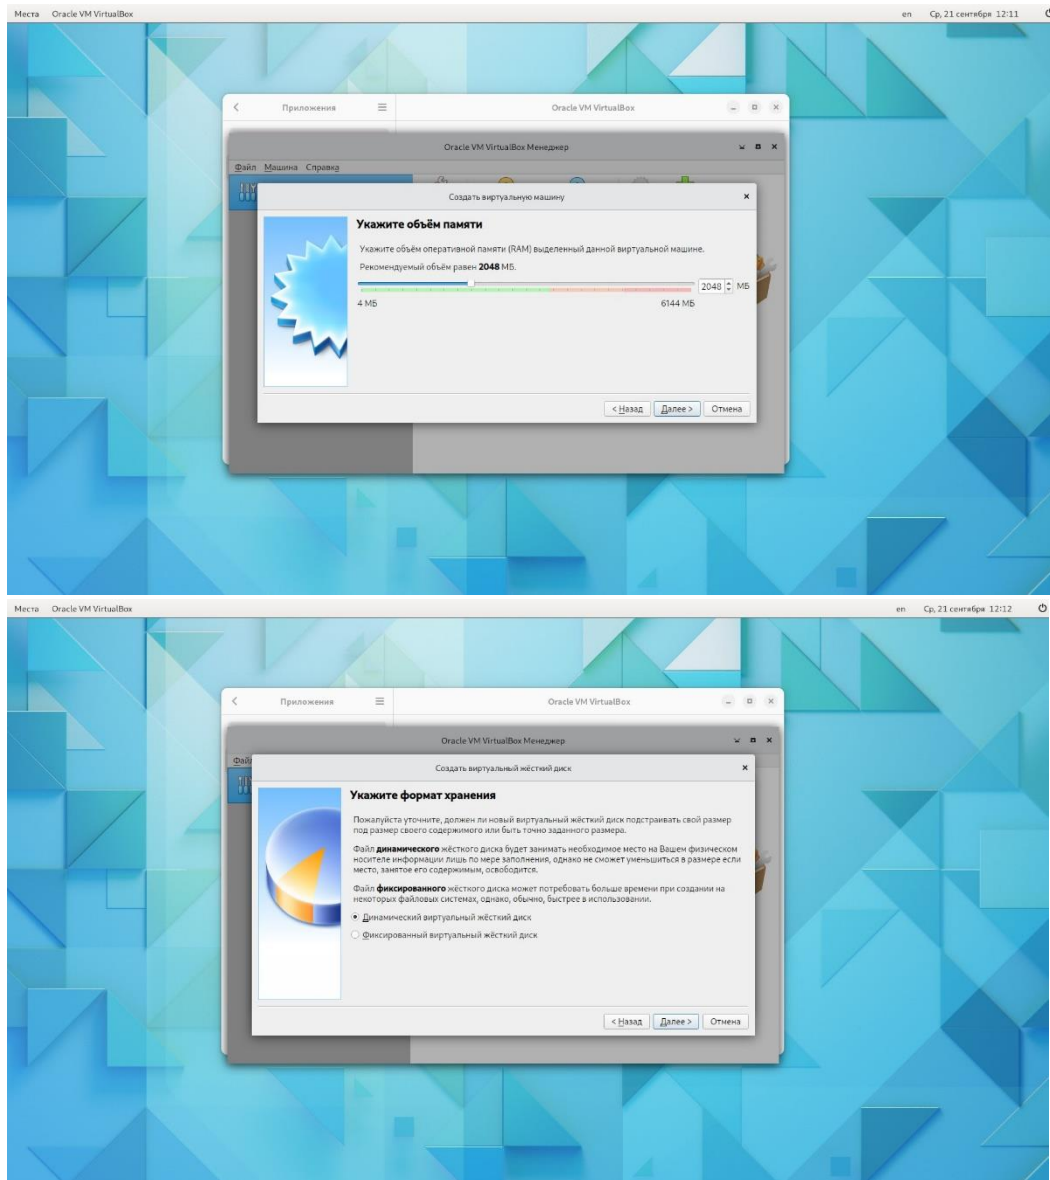 Места Oracle VM VirtualBox en Ср, 21 сентября 12:11
Приложения Oracle VM VirtualBox
Oracle VM VirtualBox Менеджер
Файл Машина Справка
Создать виртуальную машину
Укажите объём памяти
Укажите объём оперативной памяти (RAM) выделенный данной виртуальной машине.
Рекомендуемый объём равен 2048 МБ.
2048 МБ
4 МБ 6144 МБ
< Назад Далее > Отмена
Места Oracle VM VirtualBox en Ср, 21 сентября 12:12
Приложения Oracle VM VirtualBox
Oracle VM VirtualBox Менеджер
Создать виртуальный жёсткий диск
Укажите формат хранения
Пожалуйста уточните, должен ли новый виртуальный жёсткий диск подстраивать свой размер
под размер своего содержимого или быть точно заданного размера.
Файл динамического жёсткого диска будет занимать необходимое место на Вашем физическом
носителе информации лишь по мере заполнения, однако не сможет уменьшиться в размере если
место, занятое его содержимым, освободится.
Файл фиксированного жёсткого диска может потребовать больше времени при создании на
некоторых файловых системах, однако, обычно, быстрее в использовании.
Динамический виртуальный жёсткий диск
Фиксированный виртуальный жёсткий диск
< Назад Далее > Отмена